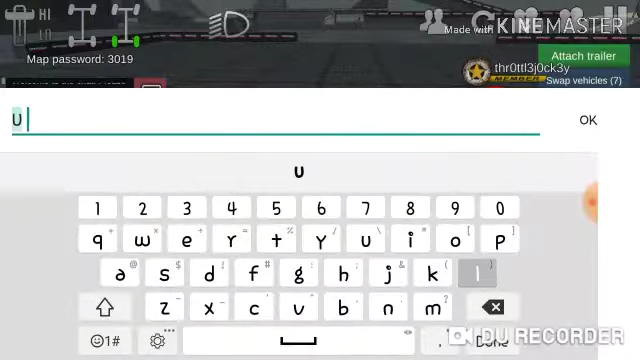 HI
LO
Made with KINEMASTER
Map password: 3019
Attach trailer
thr0ttl3j0ck3y
MEMBER
Swap vehicles (7)
U
OK
U
1 2 3 4 5 6 7 8 9 0
q w e r t y u i o p
a s d f g h j k l
z x c v b n m
☺1#
, Done
DU RECORDER